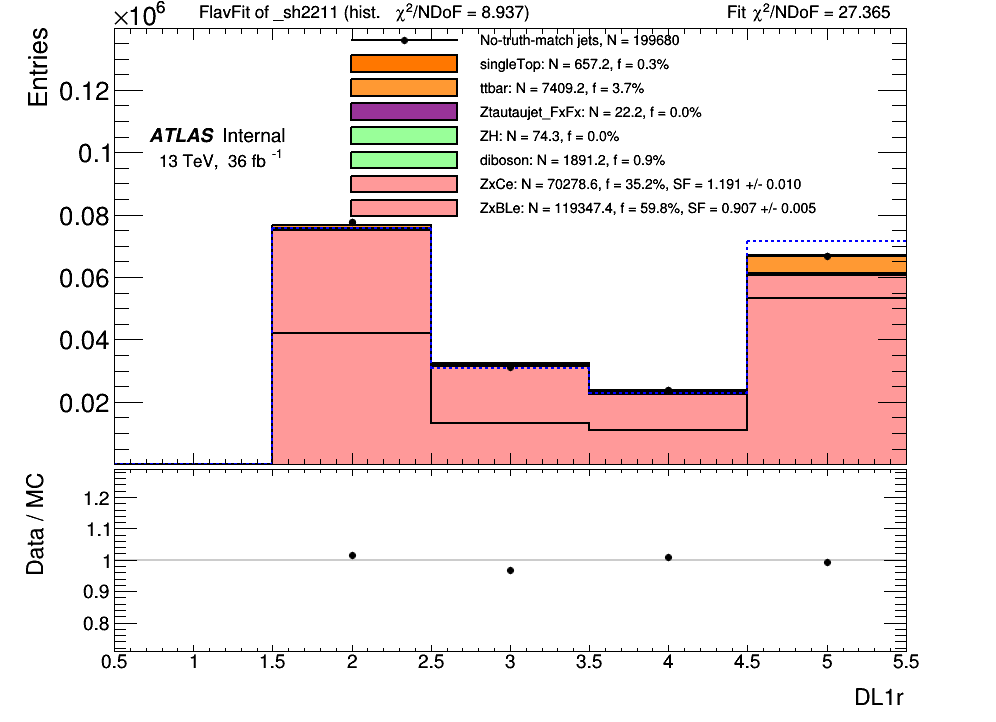 ×10⁶
FlavFit of _sh2211 (hist. χ²/NDoF = 8.937)
Fit χ²/NDoF = 27.365
Entries
0.12
0.1
0.08
0.06
0.04
0.02
ATLAS Internal
13 TeV, 36 fb⁻¹
No-truth-match jets, N = 199680
singleTop: N = 657.2, f = 0.3%
ttbar: N = 7409.2, f = 3.7%
Ztautaujet_FxFx: N = 22.2, f = 0.0%
ZH: N = 74.3, f = 0.0%
diboson: N = 1891.2, f = 0.9%
ZxCe: N = 70278.6, f = 35.2%, SF = 1.191 +/- 0.010
ZxBLe: N = 119347.4, f = 59.8%, SF = 0.907 +/- 0.005
Data / MC
1.2
1.1
1
0.9
0.8
0.5 1 1.5 2 2.5 3 3.5 4 4.5 5 5.5
DL1r